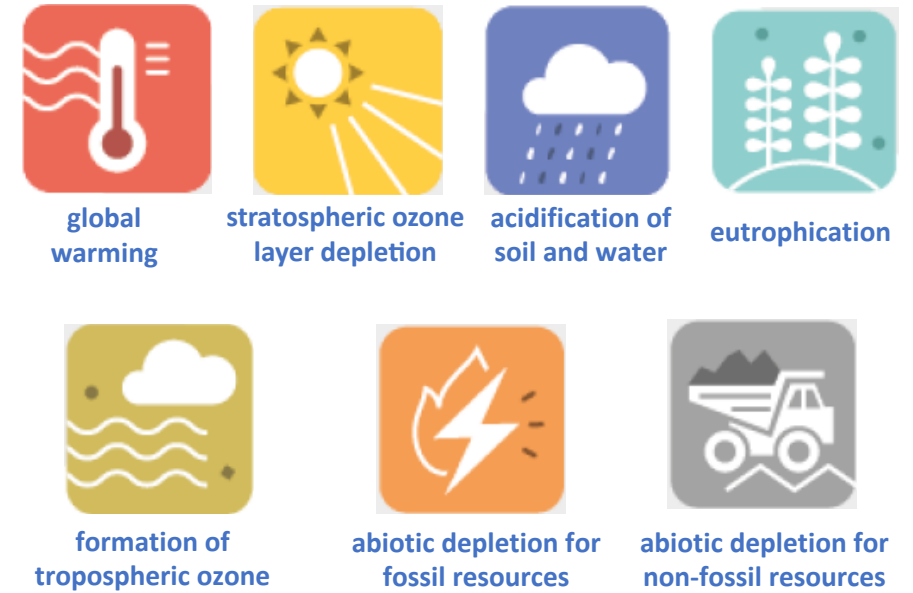 global
warming
stratospheric ozone
layer depletion
acidification of
soil and water
eutrophication
formation of
tropospheric ozone
abiotic depletion for
fossil resources
abiotic depletion for
non-fossil resources